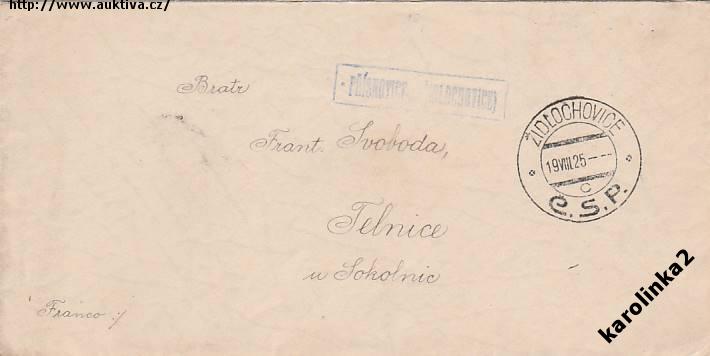 http://www.auktiva.cz/
Bratr
Frant. Svoboda,
Telnice
u Sokolnic
Franco :/
ŽIDLOCHOVICE
19 VIII. 25
C
Č.S.P.
karolinka2